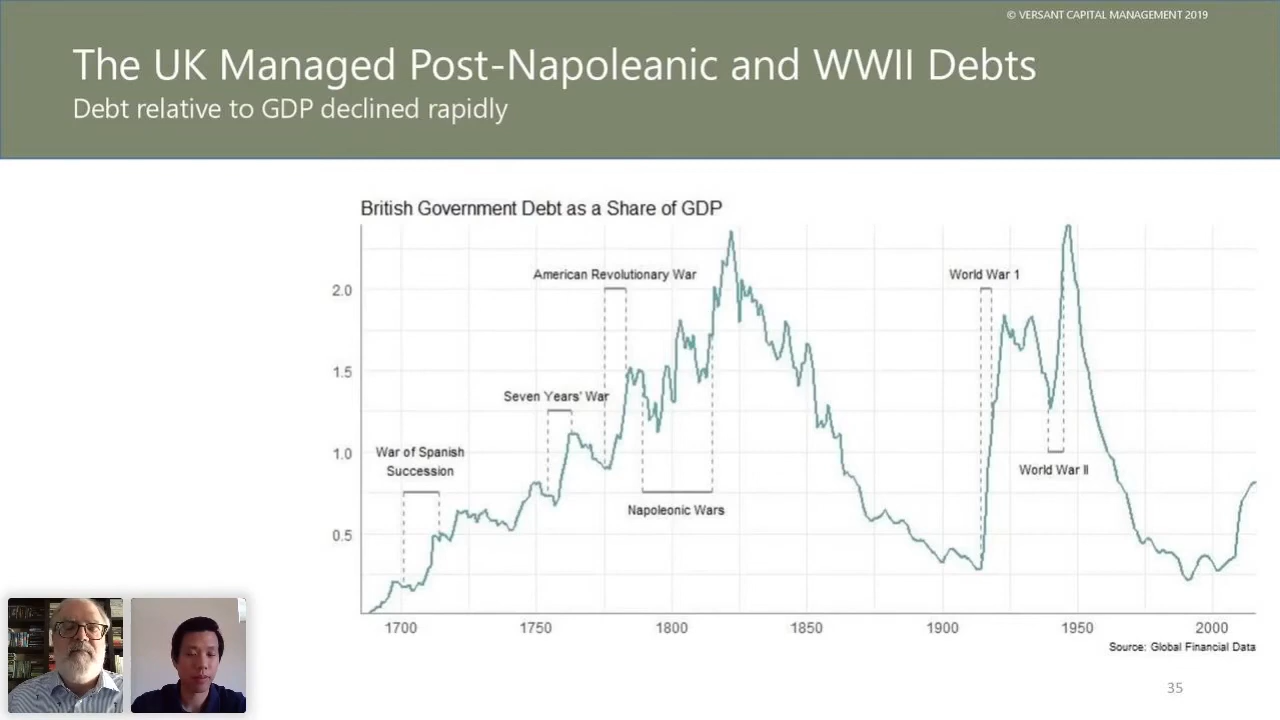 © VERSANT CAPITAL MANAGEMENT 2019
The UK Managed Post-Napoleanic and WWII Debts
Debt relative to GDP declined rapidly
British Government Debt as a Share of GDP
American Revolutionary War
World War 1
2.0
1.5
Seven Years' War
War of Spanish
Succession
1.0
World War II
Napoleonic Wars
0.5
1700 1750 1800 1850 1900 1950 2000
Source: Global Financial Data
35